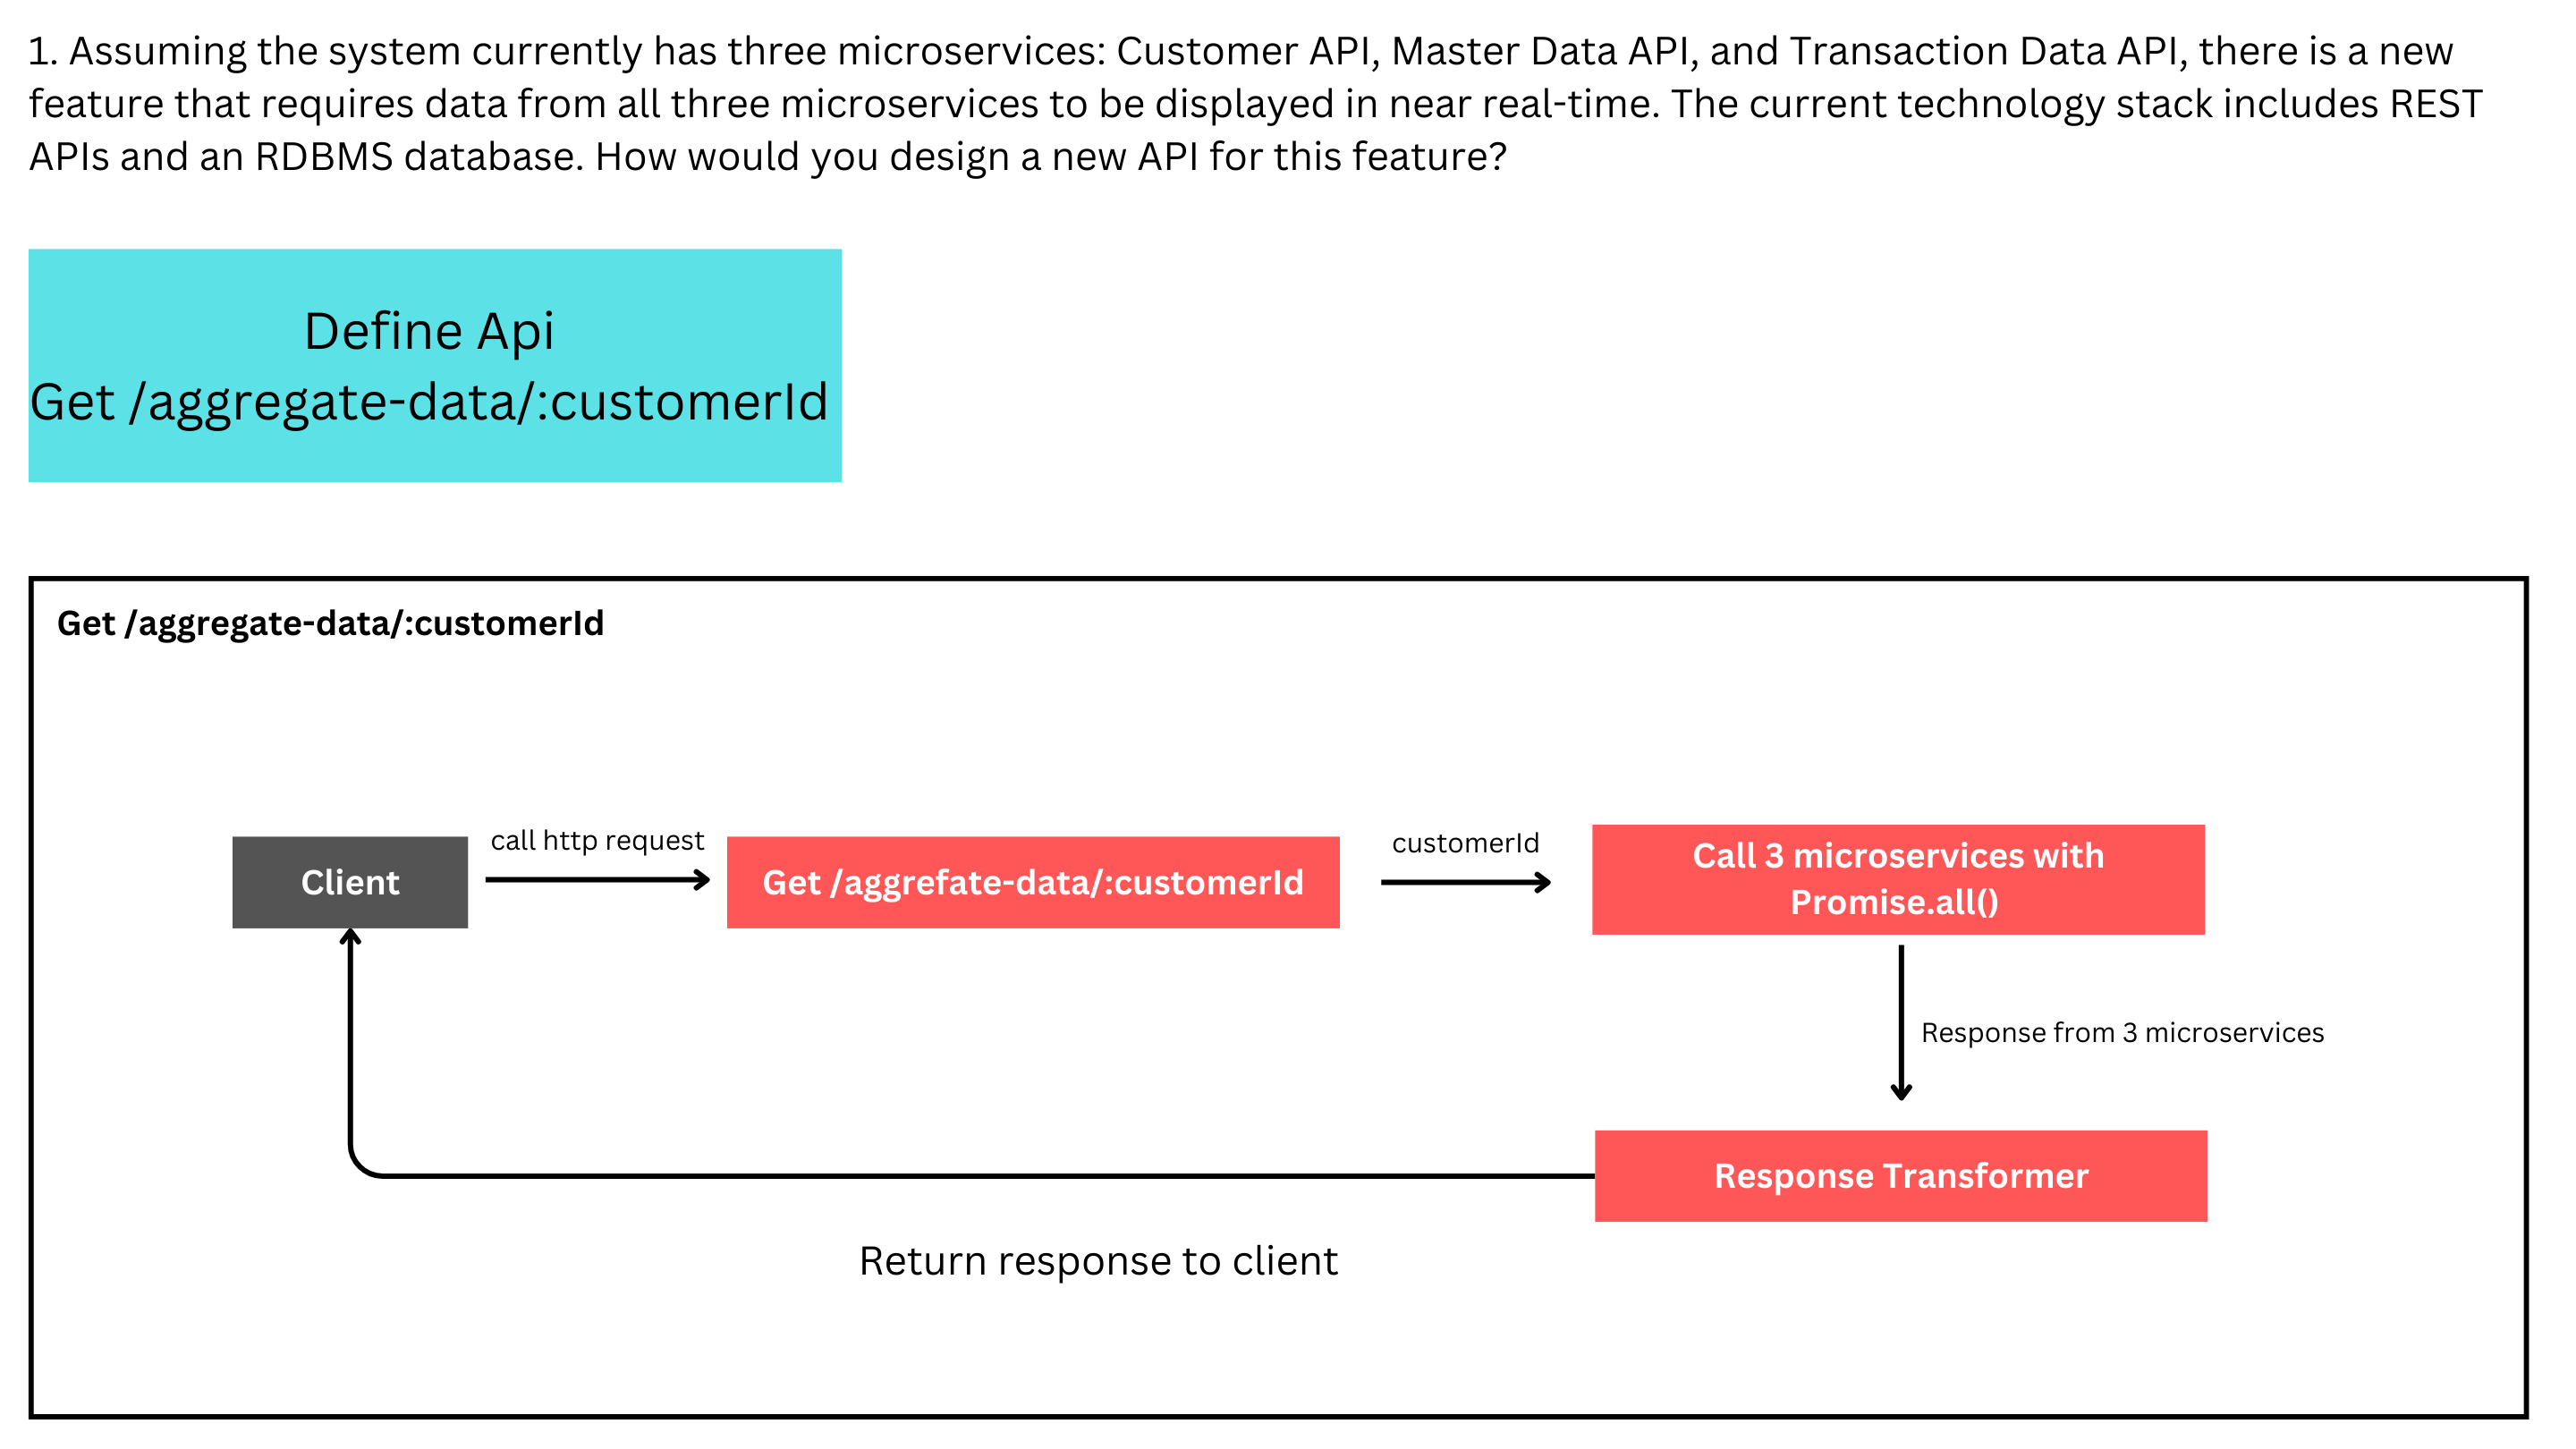 1. Assuming the system currently has three microservices: Customer API, Master Data API, and Transaction Data API, there is a new
feature that requires data from all three microservices to be displayed in near real-time. The current technology stack includes REST
APIs and an RDBMS database. How would you design a new API for this feature?
Define Api
Get /aggregate-data/:customerId
Get /aggregate-data/:customerId
Client
call http request
Get /aggrefate-data/:customerId
customerId
Call 3 microservices with
Promise.all()
Response from 3 microservices
Response Transformer
Return response to client